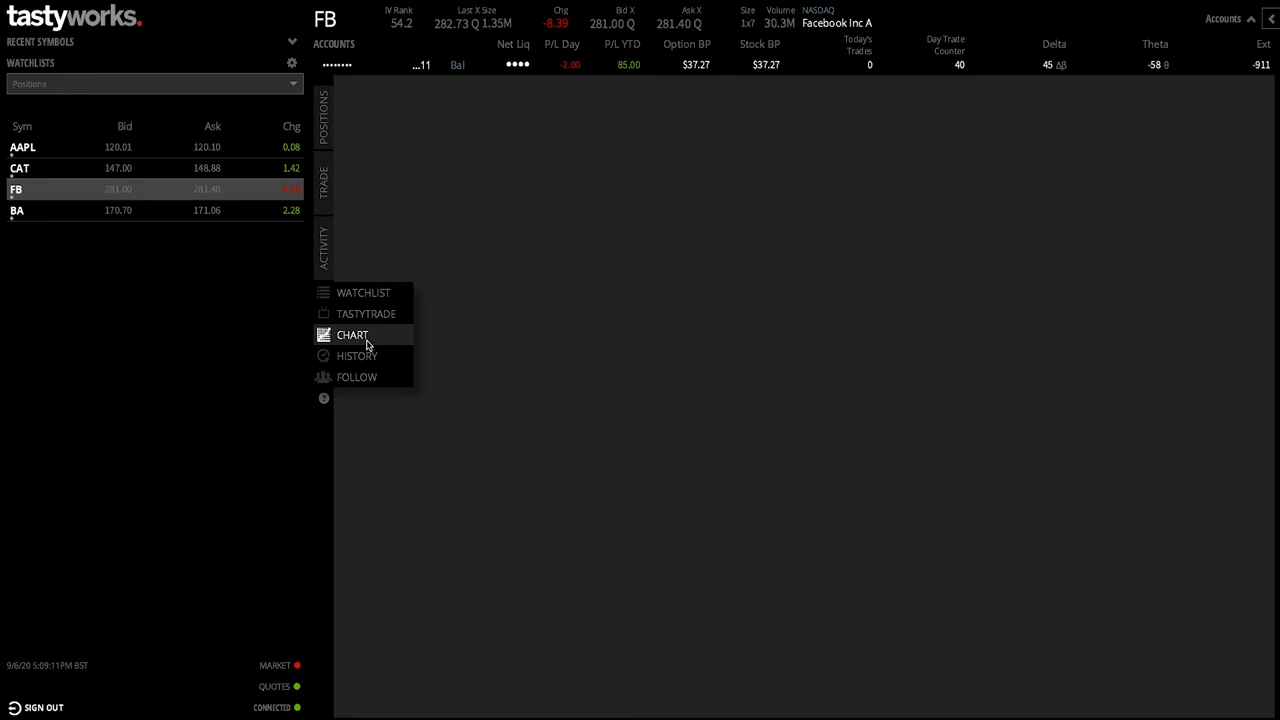 tastyworks.
RECENT SYMBOLS
WATCHLISTS
Positions
Sym Bid Ask Chg
AAPL 120.01 120.10 0.08
CAT 147.00 148.88 1.42
FB 281.00 281.40 -8.39
BA 170.70 171.06 2.28
9/6/20 5:09:11PM BST
MARKET
QUOTES
SIGN OUT
CONNECTED
FB
IV Rank Last X Size Chg Bid X Ask X Size Volume NASDAQ
54.2 282.73 Q 1.35M -8.39 281.00 Q 281.40 Q 1x7 30.3M Facebook Inc A
Accounts
ACCOUNTS Net Liq P/L Day P/L YTD Option BP Stock BP Today's Trades Day Trade Counter Delta Theta Ext
•••••••• ...11 Bal •••• -2.00 85.00 $37.27 $37.27 0 40 45 Δβ -58 θ -911
POSITIONS
TRADE
ACTIVITY
WATCHLIST
TASTYTRADE
CHART
HISTORY
FOLLOW
?